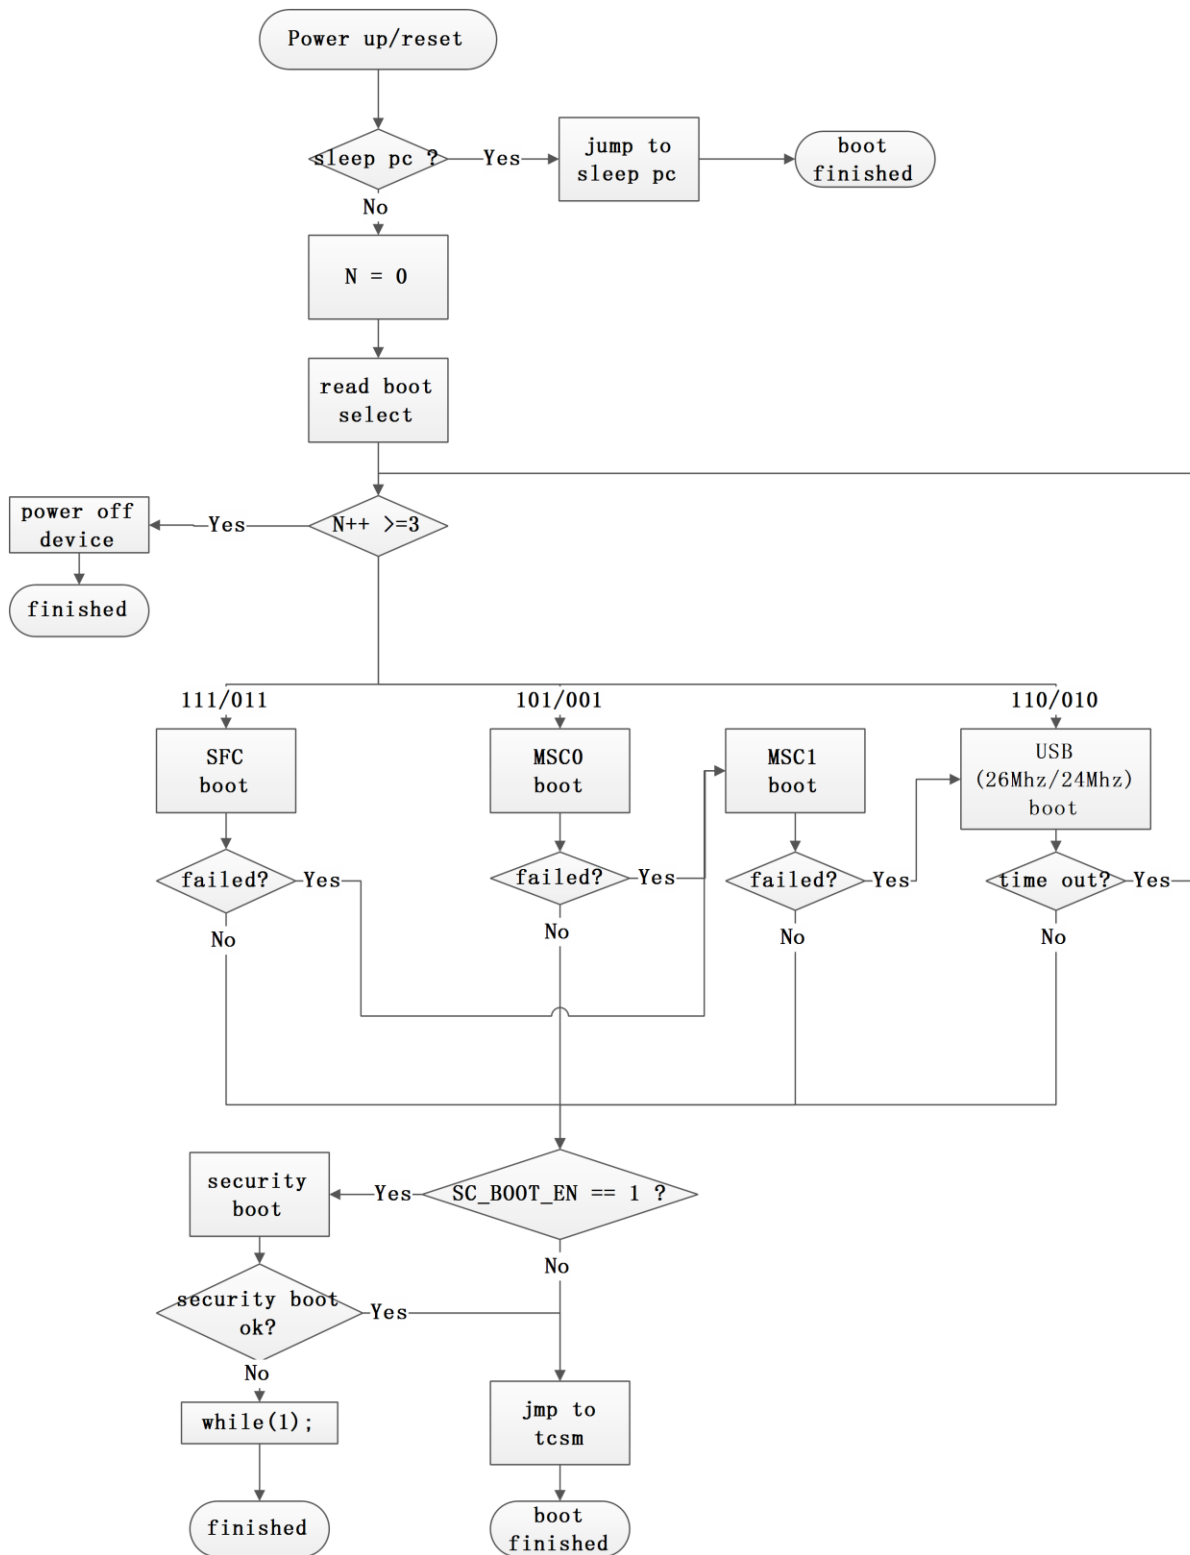 Power up/reset
sleep pc ?
Yes
jump to
sleep pc
boot
finished
No
N = 0
read boot
select
power off
device
Yes
N++ >=3
finished
111/011
101/001
110/010
SFC
boot
MSC0
boot
MSC1
boot
USB
(26Mhz/24Mhz)
boot
failed?
Yes
failed?
Yes
failed?
Yes
time out?
Yes
No
No
No
No
security
boot
Yes
SC_BOOT_EN == 1 ?
No
security boot
ok?
Yes
No
while(1);
jmp to
tcsm
finished
boot
finished